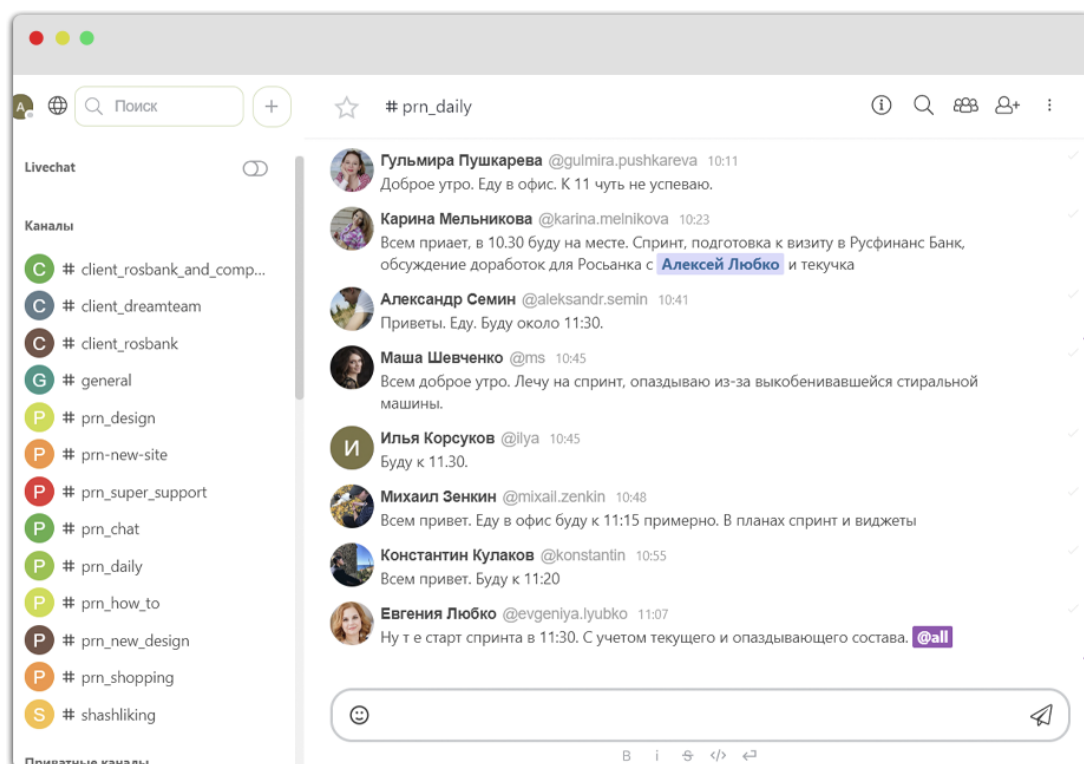 A
Поиск
+
# prn_daily
Livechat
Каналы
C # client_rosbank_and_comp...
C # client_dreamteam
C # client_rosbank
G # general
P # prn_design
P # prn-new-site
P # prn_super_support
P # prn_chat
P # prn_daily
P # prn_how_to
P # prn_new_design
P # prn_shopping
S # shashliking
Приватные каналы
Гульмира Пушкарева @gulmira.pushkareva 10:11
Доброе утро. Еду в офис. К 11 чуть не успеваю.
Карина Мельникова @karina.melnikova 10:23
Всем приает, в 10.30 буду на месте. Спринт, подготовка к визиту в Русфинанс Банк,
обсуждение доработок для Росьанка с Алексей Любко и текучка
Александр Семин @aleksandr.semin 10:41
Приветы. Еду. Буду около 11:30.
Маша Шевченко @ms 10:45
Всем доброе утро. Лечу на спринт, опаздываю из-за выкобенивавшейся стиральной
машины.
И
Илья Корсуков @ilya 10:45
Буду к 11.30.
Михаил Зенкин @mixail.zenkin 10:48
Всем привет. Еду в офис буду к 11:15 примерно. В планах спринт и виджеты
Константин Кулаков @konstantin 10:55
Всем привет. Буду к 11:20
Евгения Любко @evgeniya.lyubko 11:07
Ну т е старт спринта в 11:30. С учетом текущего и опаздывающего состава. @all
B i S </>